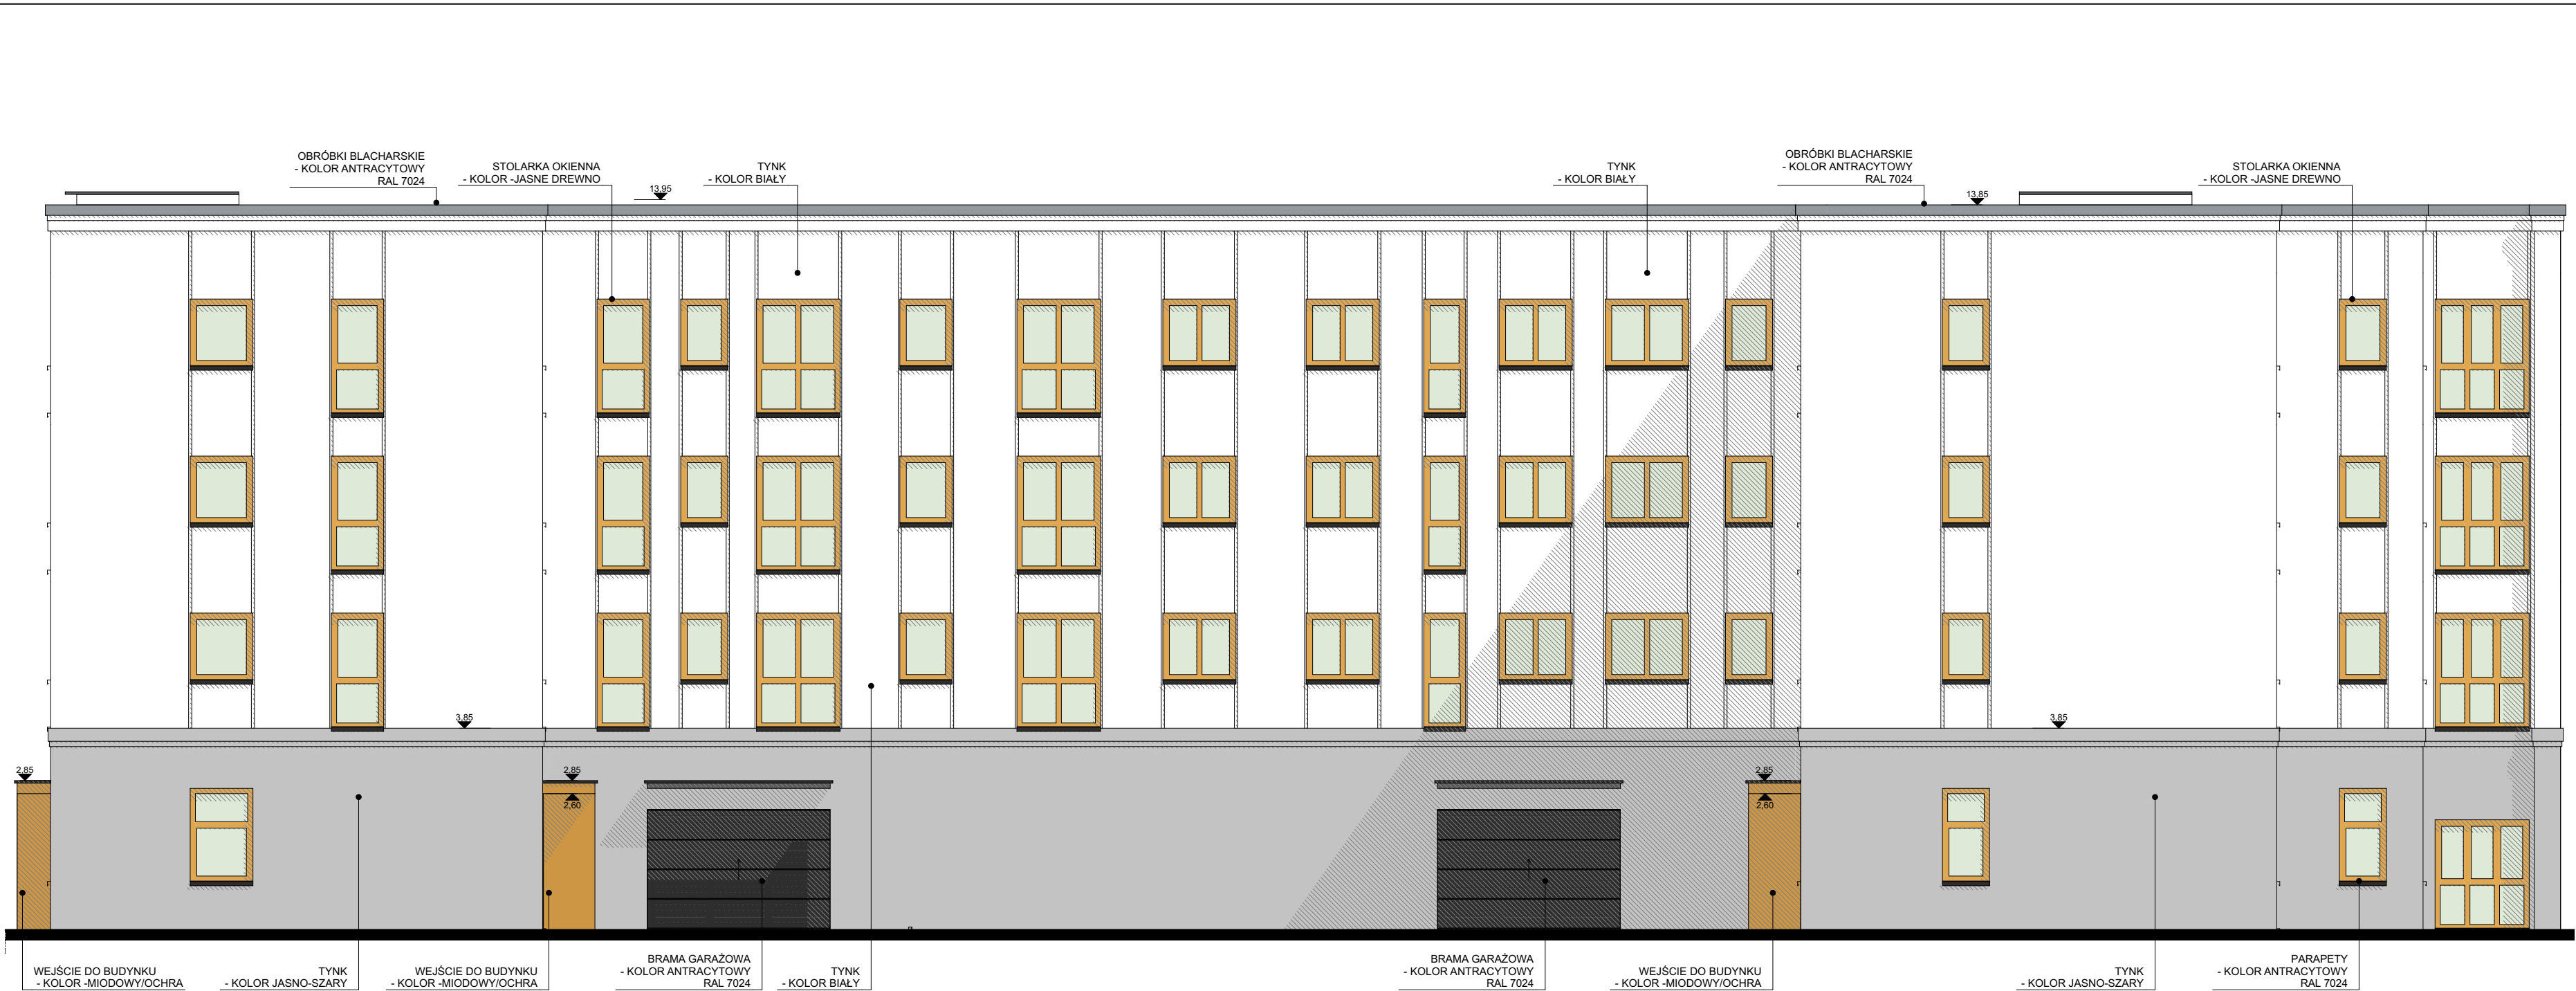 OBRÓBKI BLACHARSKIE
- KOLOR ANTRACYTOWY
RAL 7024
STOLARKA OKIENNA
- KOLOR -JASNE DREWNO
13,95
TYNK
- KOLOR BIAŁY
TYNK
- KOLOR BIAŁY
OBRÓBKI BLACHARSKIE
- KOLOR ANTRACYTOWY
RAL 7024
13,85
STOLARKA OKIENNA
- KOLOR -JASNE DREWNO
3,85
3,85
2,85
2,85
2,60
2,85
2,60
WEJŚCIE DO BUDYNKU
- KOLOR -MIODOWY/OCHRA
TYNK
- KOLOR JASNO-SZARY
WEJŚCIE DO BUDYNKU
- KOLOR -MIODOWY/OCHRA
BRAMA GARAŻOWA
- KOLOR ANTRACYTOWY
RAL 7024
TYNK
- KOLOR BIAŁY
BRAMA GARAŻOWA
- KOLOR ANTRACYTOWY
RAL 7024
WEJŚCIE DO BUDYNKU
- KOLOR -MIODOWY/OCHRA
TYNK
- KOLOR JASNO-SZARY
PARAPETY
- KOLOR ANTRACYTOWY
RAL 7024